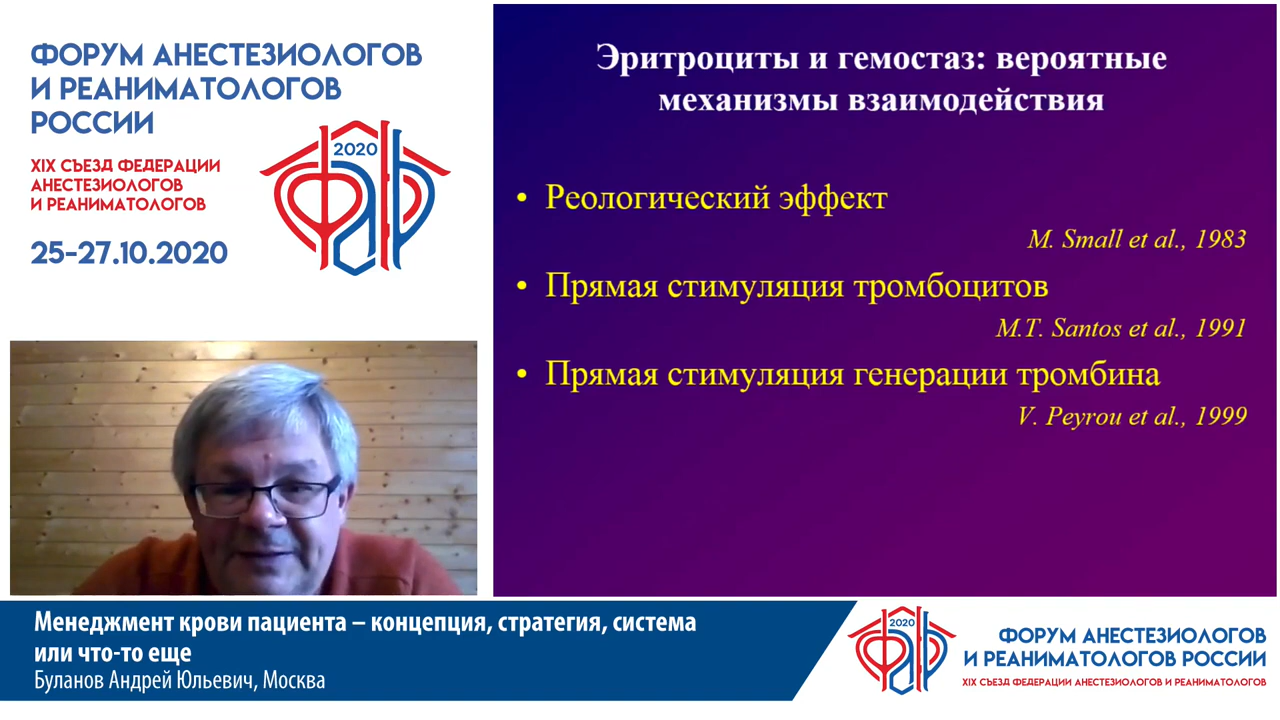 ФОРУМ АНЕСТЕЗИОЛОГОВ
И РЕАНИМАТОЛОГОВ
РОССИИ
XIX СЪЕЗД ФЕДЕРАЦИИ
АНЕСТЕЗИОЛОГОВ
И РЕАНИМАТОЛОГОВ
25-27.10.2020
2020
ФАР
Эритроциты и гемостаз: вероятные
механизмы взаимодействия
• Реологический эффект
M. Small et al., 1983
• Прямая стимуляция тромбоцитов
M.T. Santos et al., 1991
• Прямая стимуляция генерации тромбина
V. Peyrou et al., 1999
Менеджмент крови пациента – концепция, стратегия, система
или что-то еще
Буланов Андрей Юльевич, Москва
2020
ФАР
ФОРУМ АНЕСТЕЗИОЛОГОВ
И РЕАНИМАТОЛОГОВ РОССИИ
XIX СЪЕЗД ФЕДЕРАЦИИ АНЕСТЕЗИОЛОГОВ И РЕАНИМАТОЛОГОВ